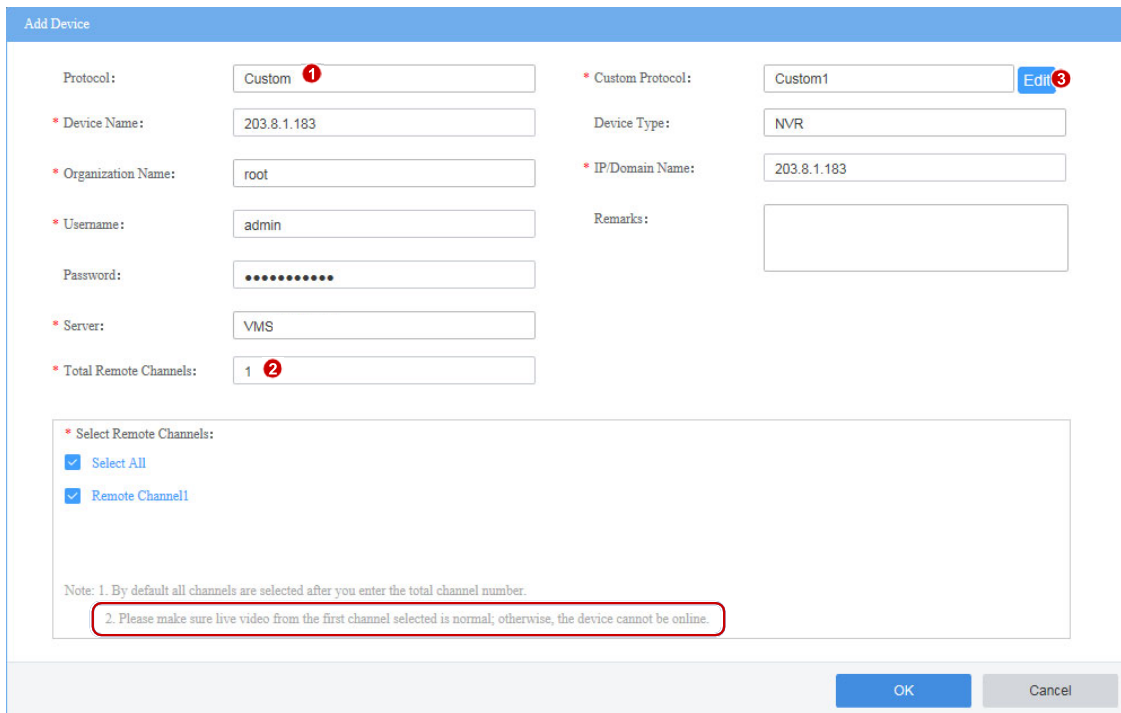 Add Device
Protocol: Custom 1 * Custom Protocol: Custom1 Edit 3
* Device Name: 203.8.1.183 Device Type: NVR
* Organization Name: root * IP/Domain Name: 203.8.1.183
* Username: admin Remarks:
Password: •••••••••••
* Server: VMS
* Total Remote Channels: 1 2
* Select Remote Channels:
Select All
Remote Channel1
Note: 1. By default all channels are selected after you enter the total channel number.
2. Please make sure live video from the first channel selected is normal; otherwise, the device cannot be online.
OK Cancel